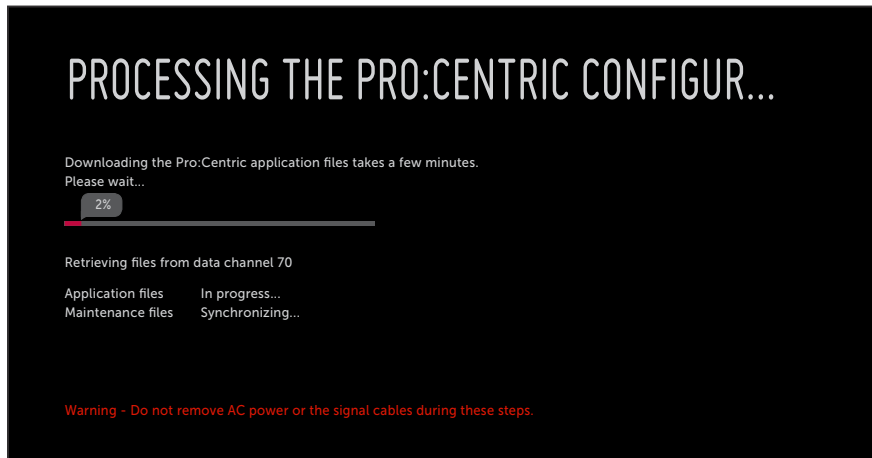 PROCESSING THE PRO:CENTRIC CONFIGUR...
Downloading the Pro:Centric application files takes a few minutes.
Please wait...
2%
Retrieving files from data channel 70
Application files In progress...
Maintenance files Synchronizing...
Warning - Do not remove AC power or the signal cables during these steps.